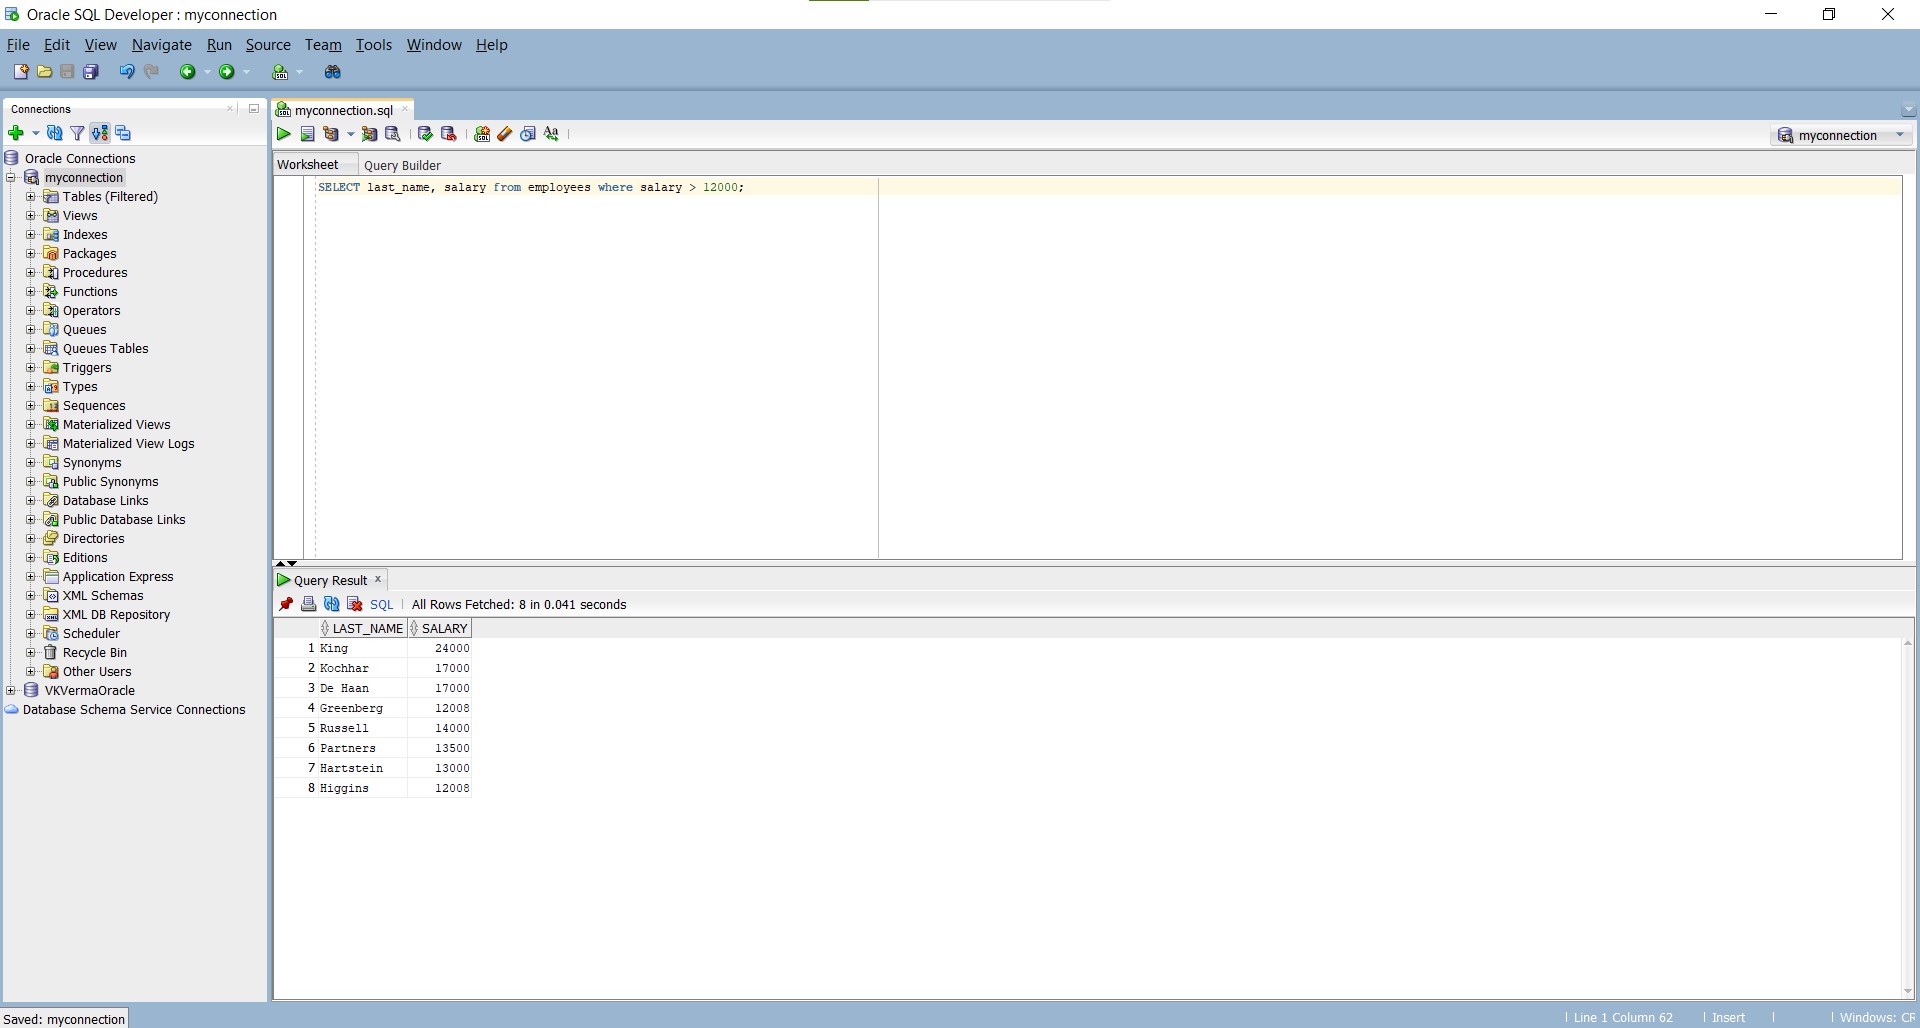 Oracle SQL Developer : myconnection
File Edit View Navigate Run Source Team Tools Window Help
Connections
Oracle Connections
myconnection
Tables (Filtered)
Views
Indexes
Packages
Procedures
Functions
Operators
Queues
Queues Tables
Triggers
Types
Sequences
Materialized Views
Materialized View Logs
Synonyms
Public Synonyms
Database Links
Public Database Links
Directories
Editions
Application Express
XML Schemas
XML DB Repository
Scheduler
Recycle Bin
Other Users
VKVermaOracle
Database Schema Service Connections
myconnection.sql
myconnection
Worksheet Query Builder
SELECT last_name, salary from employees where salary > 12000;
Query Result
SQL All Rows Fetched: 8 in 0.041 seconds
LAST_NAME SALARY
1 King 24000
2 Kochhar 17000
3 De Haan 17000
4 Greenberg 12008
5 Russell 14000
6 Partners 13500
7 Hartstein 13000
8 Higgins 12008
Saved: myconnection
Line 1 Column 62 Insert Windows: CR